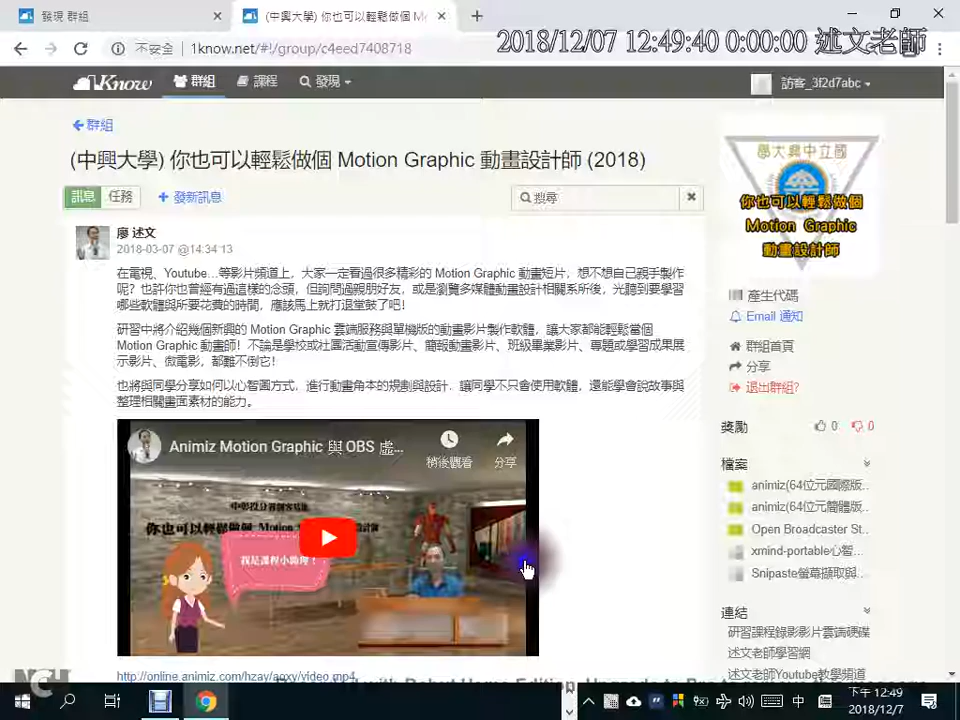 發現 群組
(中興大學) 你也可以輕鬆做個 M
2018/12/07 12:49:40 0:00:00 述文老師
不安全 1know.net/#!/group/c4eed7408718
1Know 群組 課程 發現
訪客_3f2d7abc
群組
(中興大學) 你也可以輕鬆做個 Motion Graphic 動畫設計師 (2018)
訊息 任務 + 發新訊息
搜尋
廖 述文
2018-03-07 @14:34:13
在電視、Youtube...等影片頻道上，大家一定看過很多精彩的 Motion Graphic 動畫短片，想不想自己親手製作
呢？也許你也曾經有過這樣的念頭，但詢問過親朋好友，或是瀏覽多媒體動畫設計相關系所後，光聽到要學習
哪些軟體與所要花費的時間，應該馬上就打退堂鼓了吧！
研習中將介紹幾個新興的 Motion Graphic 雲端服務與單機版的動畫影片製作軟體，讓大家都能輕鬆當個
Motion Graphic 動畫師！不論是學校或社團活動宣傳影片、簡報動畫影片、班級畢業影片、專題或學習成果展
示影片、微電影，都難不倒它！
也將與同學分享如何以心智圖方式，進行動畫角本的規劃與設計，讓同學不只會使用軟體，還能學會說故事與
整理相關畫面素材的能力。
Animiz Motion Graphic 與 OBS 虛...
稍後觀看
分享
你也可以輕鬆做個 Motion
我是課程小助理！
http://online.animiz.com/hzay/aoxy/video.mp4
學大興中立國
你也可以輕鬆做個
Motion Graphic
動畫設計師
產生代碼
Email 通知
群組首頁
分享
退出群組?
獎勵 0 0
檔案
animiz(64位元國際版..
animiz(64位元簡體版..
Open Broadcaster St..
xmind-portable心智..
Snipaste螢幕擷取與..
連結
研習課程錄影影片雲端硬碟
述文老師學習網
述文老師Youtube教學頻道
NCH
中
下午 12:49
2018/12/7